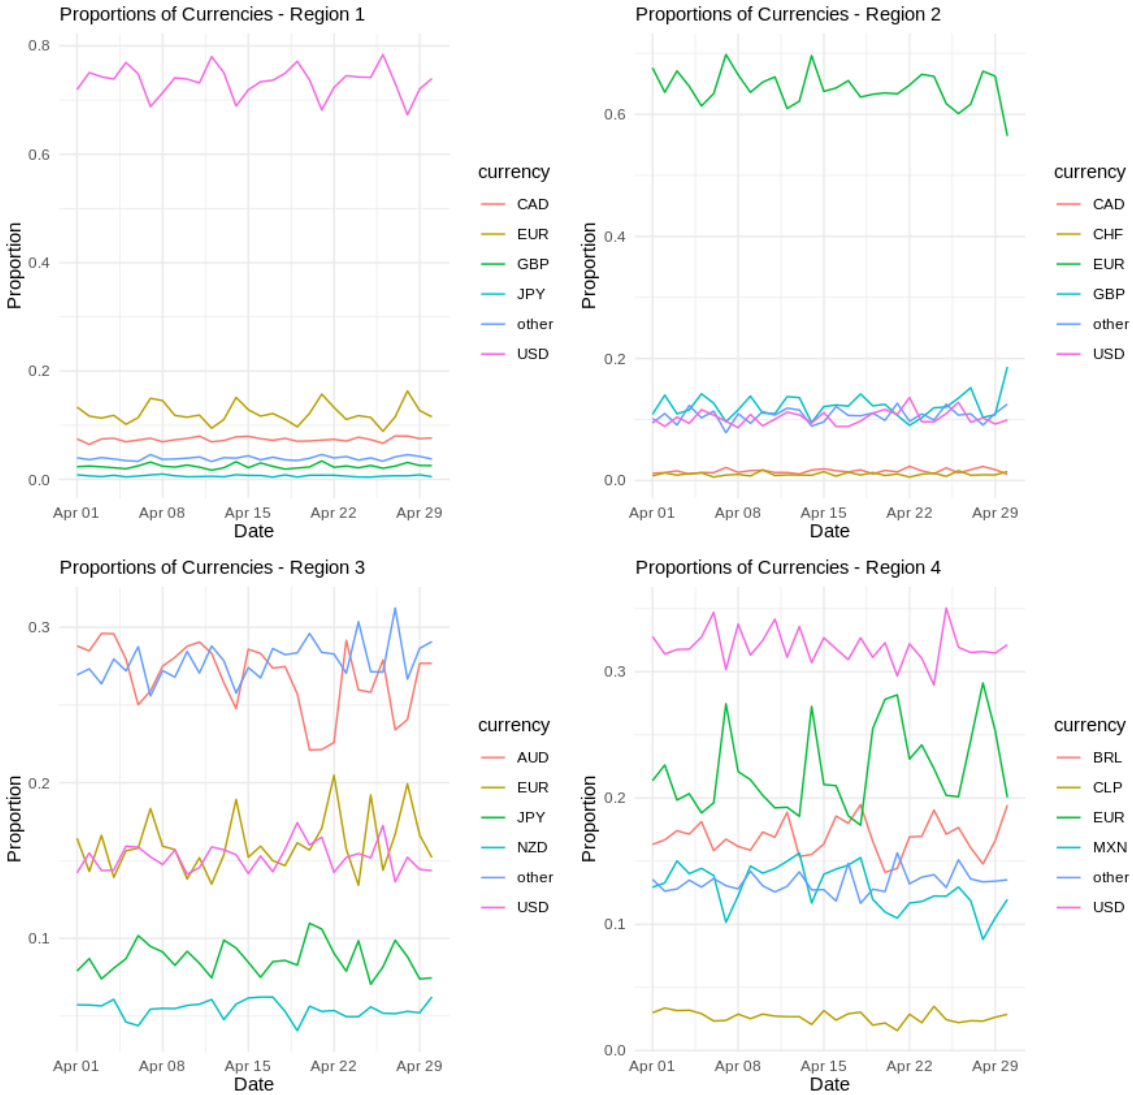 Proportions of Currencies - Region 1
Proportion
0.8
0.6
0.4
0.2
0.0
Apr 01 Apr 08 Apr 15 Apr 22 Apr 29
Date
currency
CAD
EUR
GBP
JPY
other
USD
Proportions of Currencies - Region 2
Proportion
0.6
0.4
0.2
0.0
Apr 01 Apr 08 Apr 15 Apr 22 Apr 29
Date
currency
CAD
CHF
EUR
GBP
other
USD
Proportions of Currencies - Region 3
Proportion
0.3
0.2
0.1
Apr 01 Apr 08 Apr 15 Apr 22 Apr 29
Date
currency
AUD
EUR
JPY
NZD
other
USD
Proportions of Currencies - Region 4
Proportion
0.3
0.2
0.1
0.0
Apr 01 Apr 08 Apr 15 Apr 22 Apr 29
Date
currency
BRL
CLP
EUR
MXN
other
USD